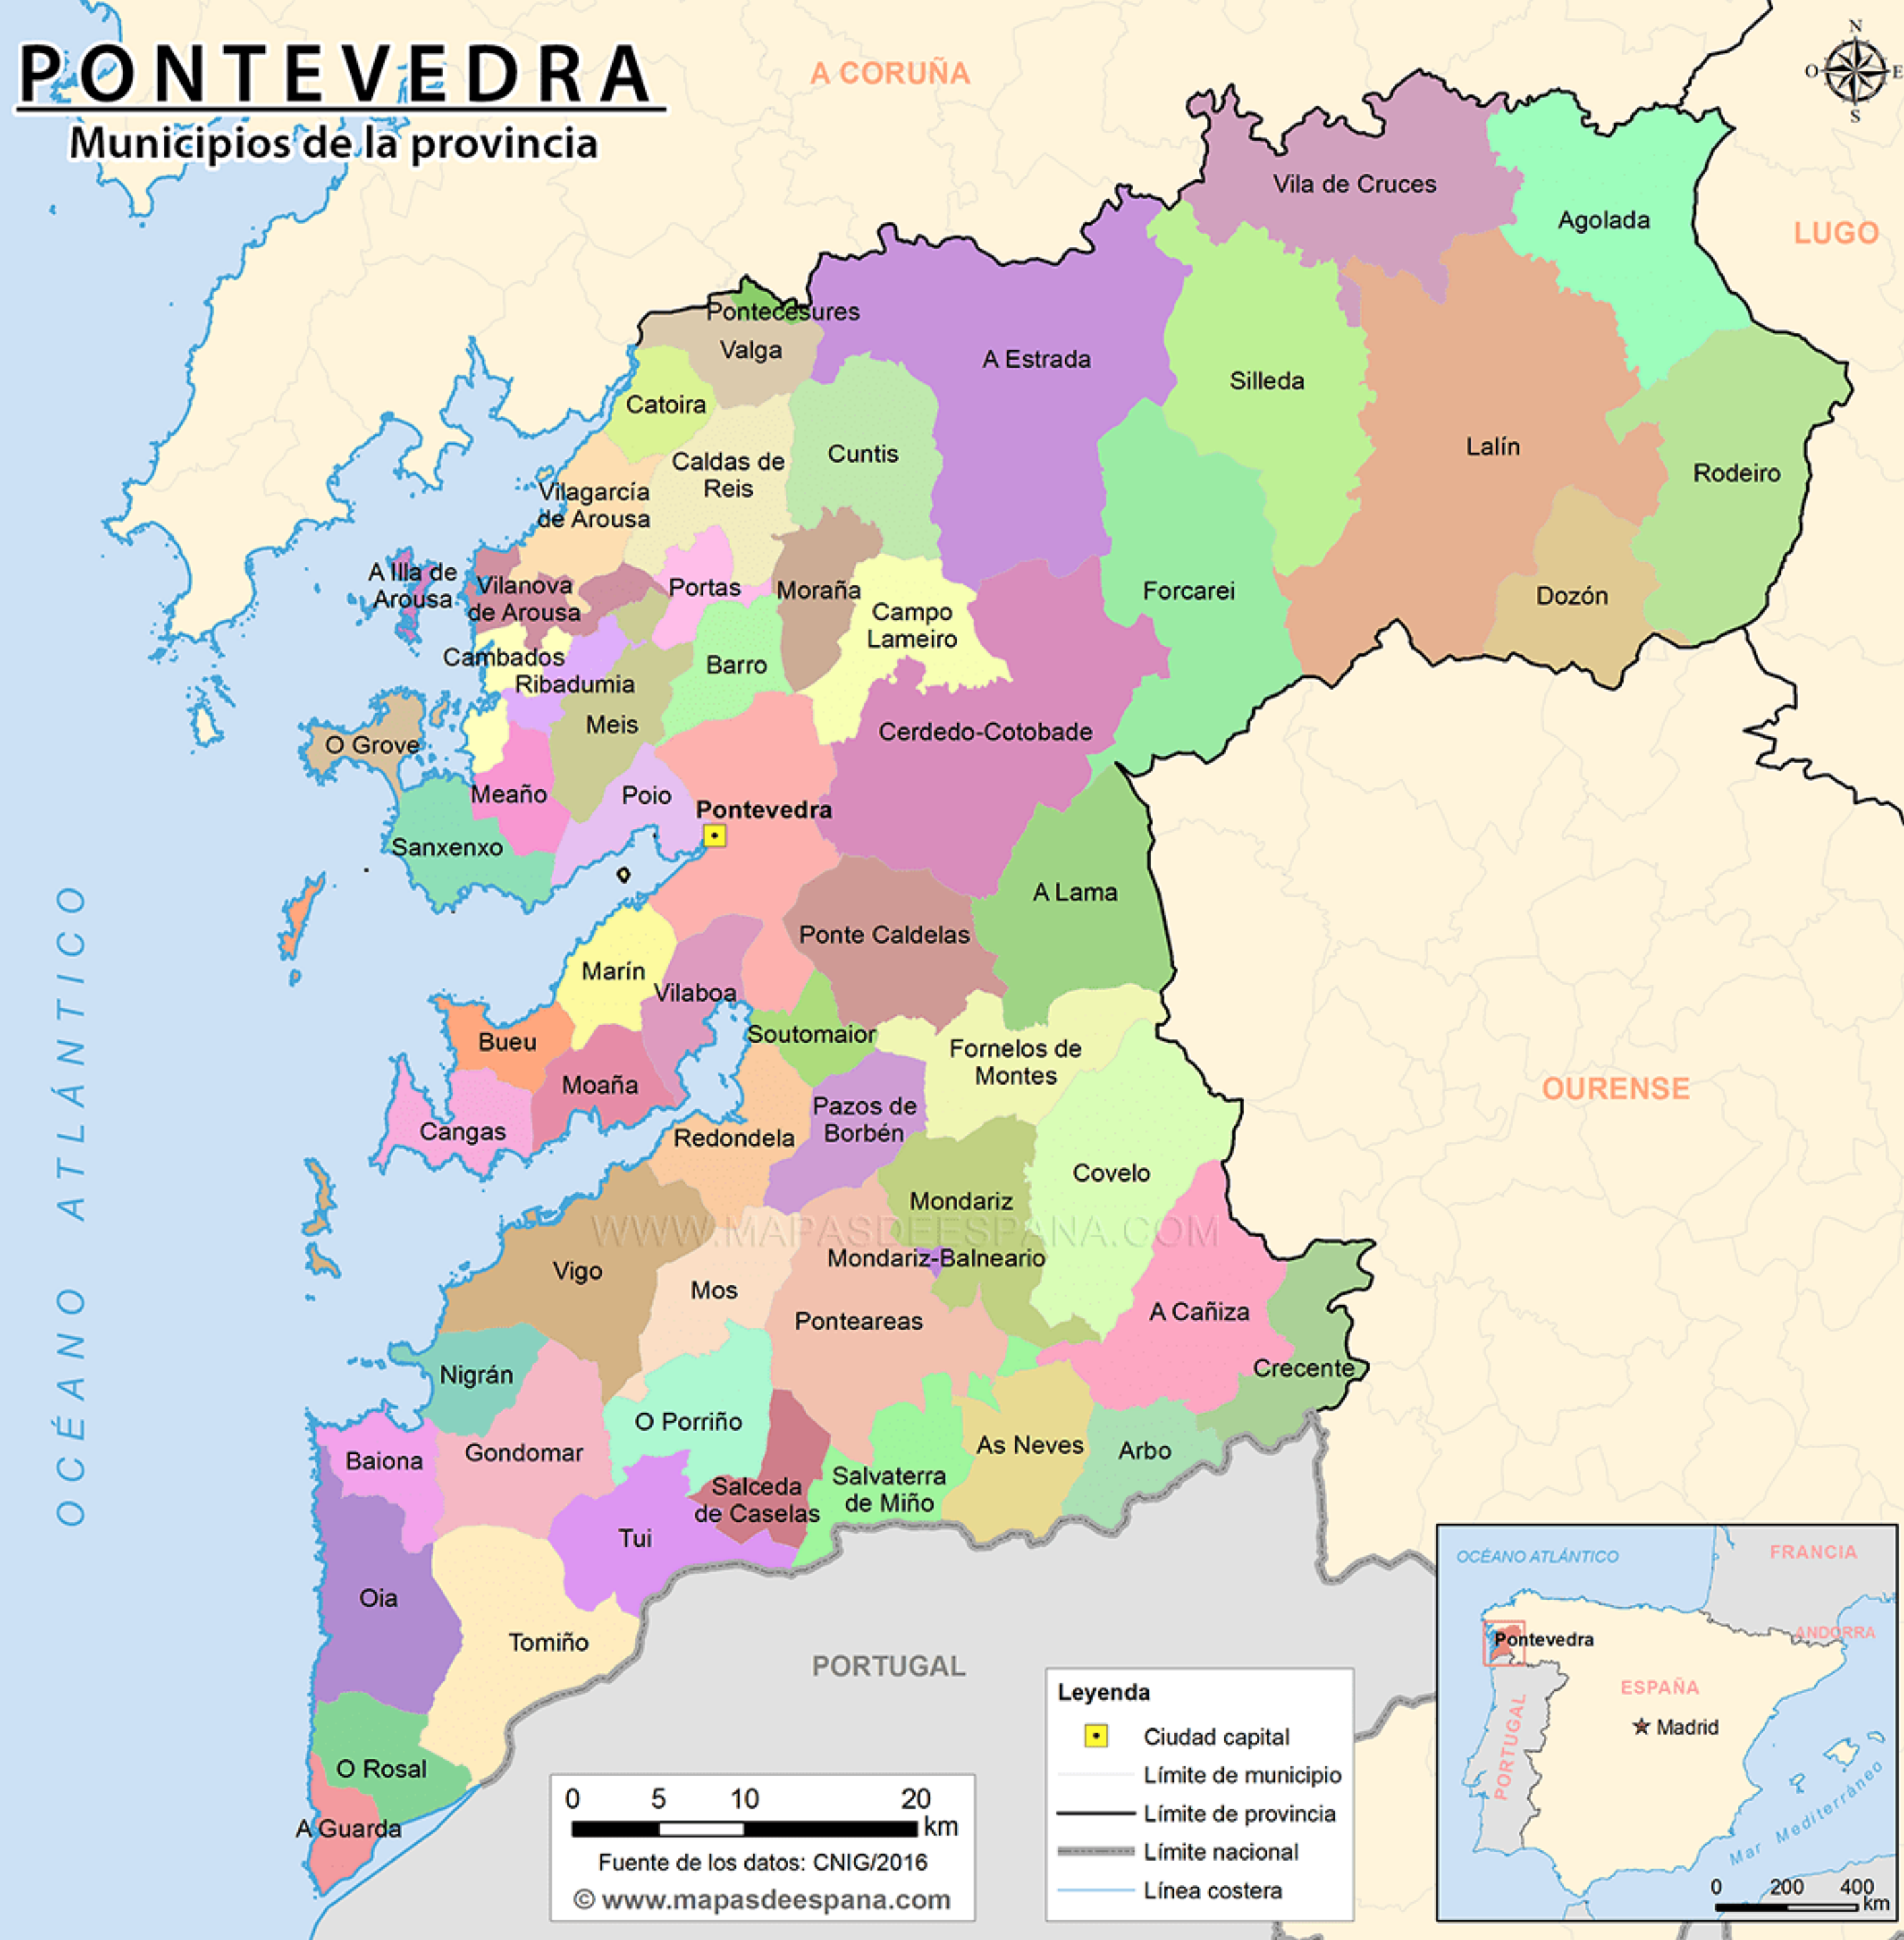 PONTEVEDRA
Municipios de la provincia
A CORUÑA
N
O
E
S
LUGO
Vila de Cruces
Agolada
Pontecesures
Valga
A Estrada
Silleda
Catoira
Lalín
Cuntis
Caldas de
Reis
Rodeiro
Vilagarcía
de Arousa
A Illa de
Arousa
Vilanova
de Arousa
Portas
Moraña
Forcarei
Dozón
Campo
Lameiro
Cambados
Barro
Ribadumia
Meis
Cerdedo-Cotobade
O Grove
Meaño
Poio
Pontevedra
Sanxenxo
A Lama
Ponte Caldelas
Marín
Vilaboa
Soutomaior
Bueu
Fornelos de
Montes
Moaña
OURENSE
Pazos de
Borbén
Cangas
Redondela
Covelo
Mondariz
WWW.MAPASDEESPANA.COM
Mondariz-Balneario
Vigo
Mos
A Cañiza
Ponteareas
Crecente
Nigrán
O Porriño
As Neves
Arbo
Gondomar
Baiona
Salvaterra
de Miño
Salceda
de Caselas
Tui
Oia
Tomiño
PORTUGAL
O Rosal
A Guarda
OCÉANO ATLÁNTICO
0 5 10 20
km
Fuente de los datos: CNIG/2016
© www.mapasdeespana.com
Leyenda
Ciudad capital
Límite de municipio
Límite de provincia
Límite nacional
Línea costera
OCÉANO ATLÁNTICO
FRANCIA
ANDORRA
Pontevedra
ESPAÑA
Madrid
PORTUGAL
Mar Mediterráneo
0 200 400
km